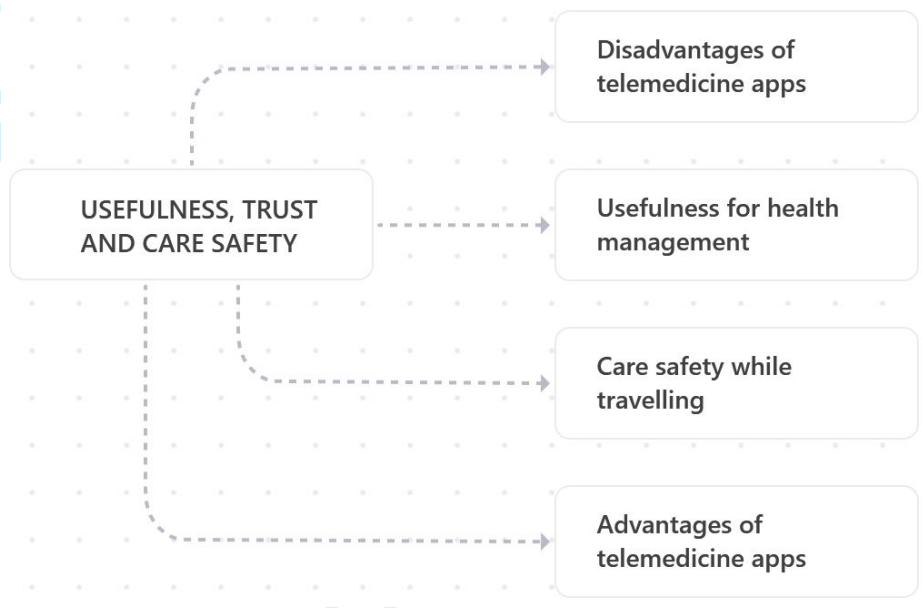 Disadvantages of
telemedicine apps
USEFULNESS, TRUST
AND CARE SAFETY
Usefulness for health
management
Care safety while
travelling
Advantages of
telemedicine apps